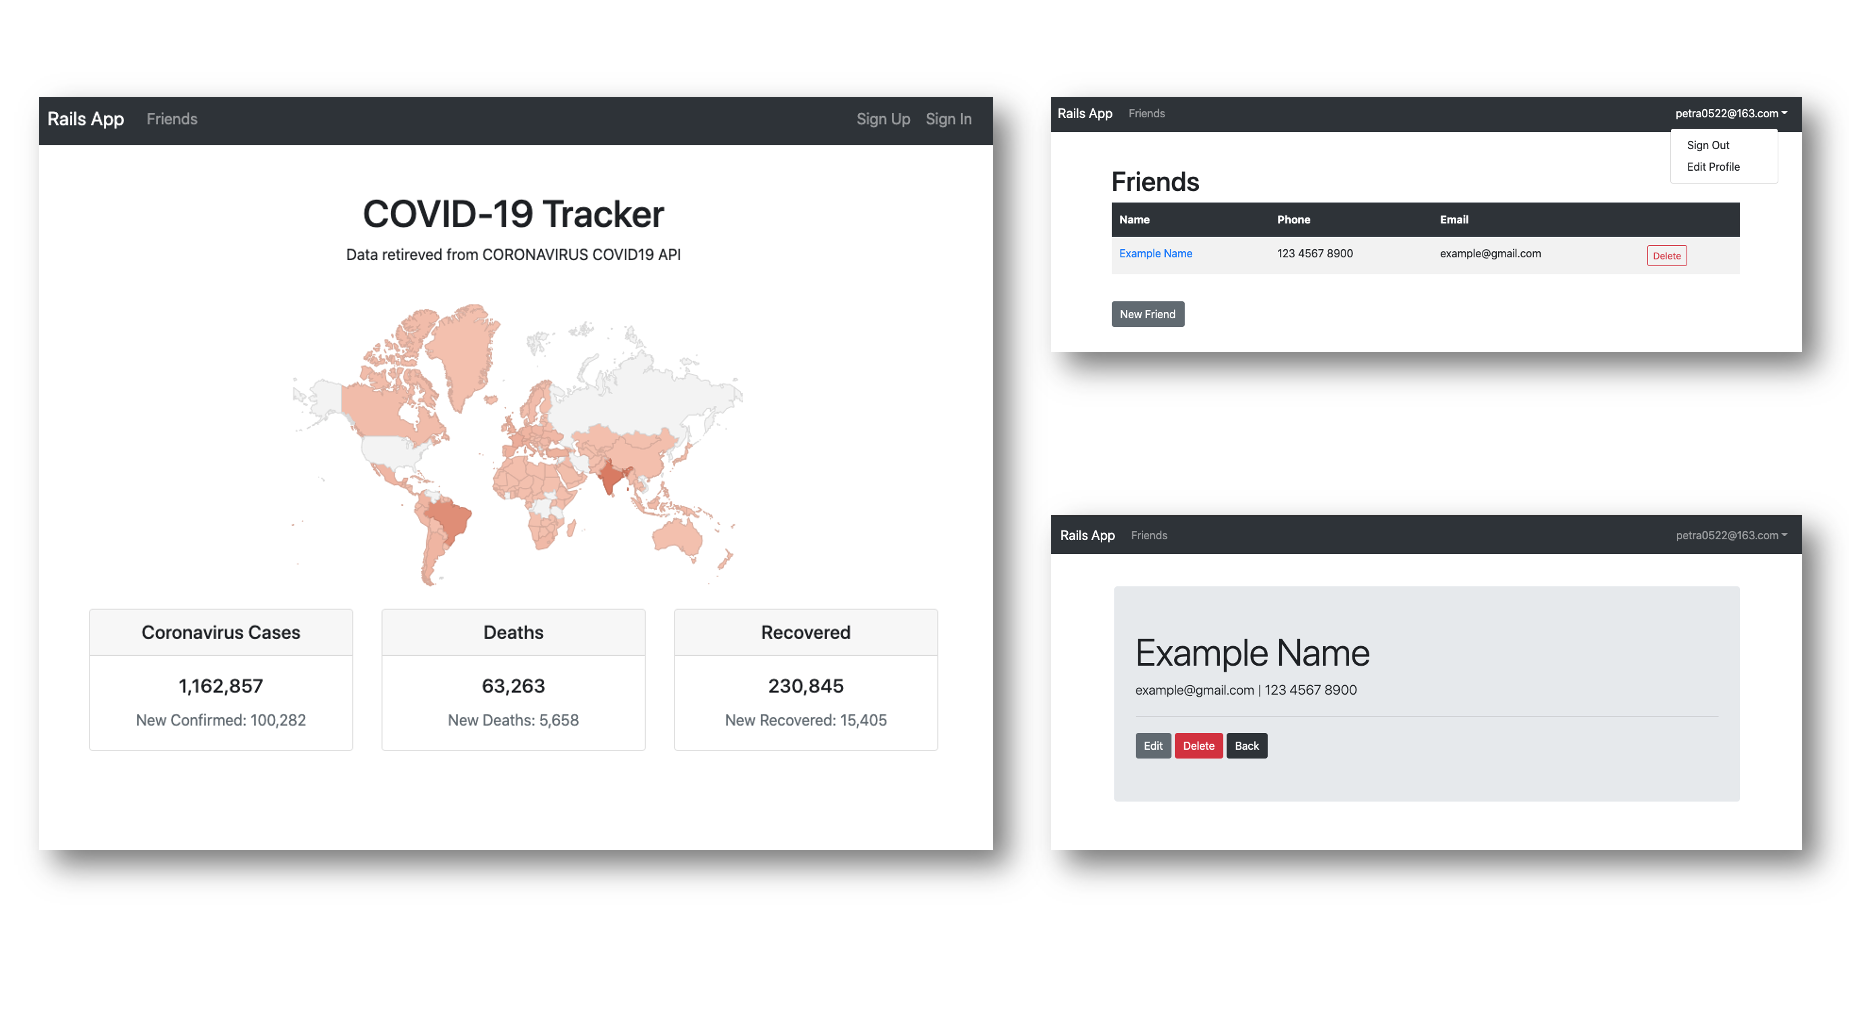 Rails App Friends Sign Up Sign In
COVID-19 Tracker
Data retireved from CORONAVIRUS COVID19 API
Coronavirus Cases
1,162,857
New Confirmed: 100,282
Deaths
63,263
New Deaths: 5,658
Recovered
230,845
New Recovered: 15,405
Rails App Friends petra0522@163.com
Sign Out
Edit Profile
Friends
Name Phone Email
Example Name 123 4567 8900 example@gmail.com Delete
New Friend
Rails App Friends petra0522@163.com
Example Name
example@gmail.com | 123 4567 8900
Edit Delete Back